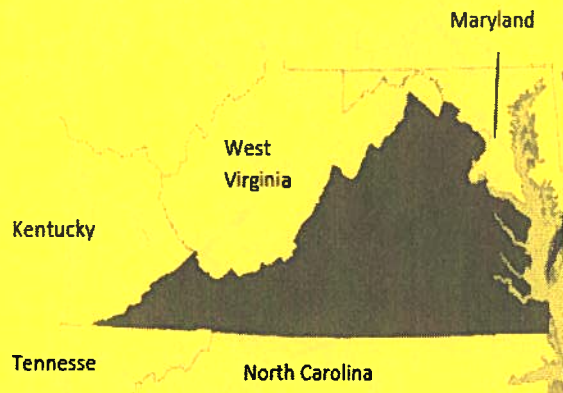 Maryland
West
Virginia
Kentucky
Tennesse
North Carolina